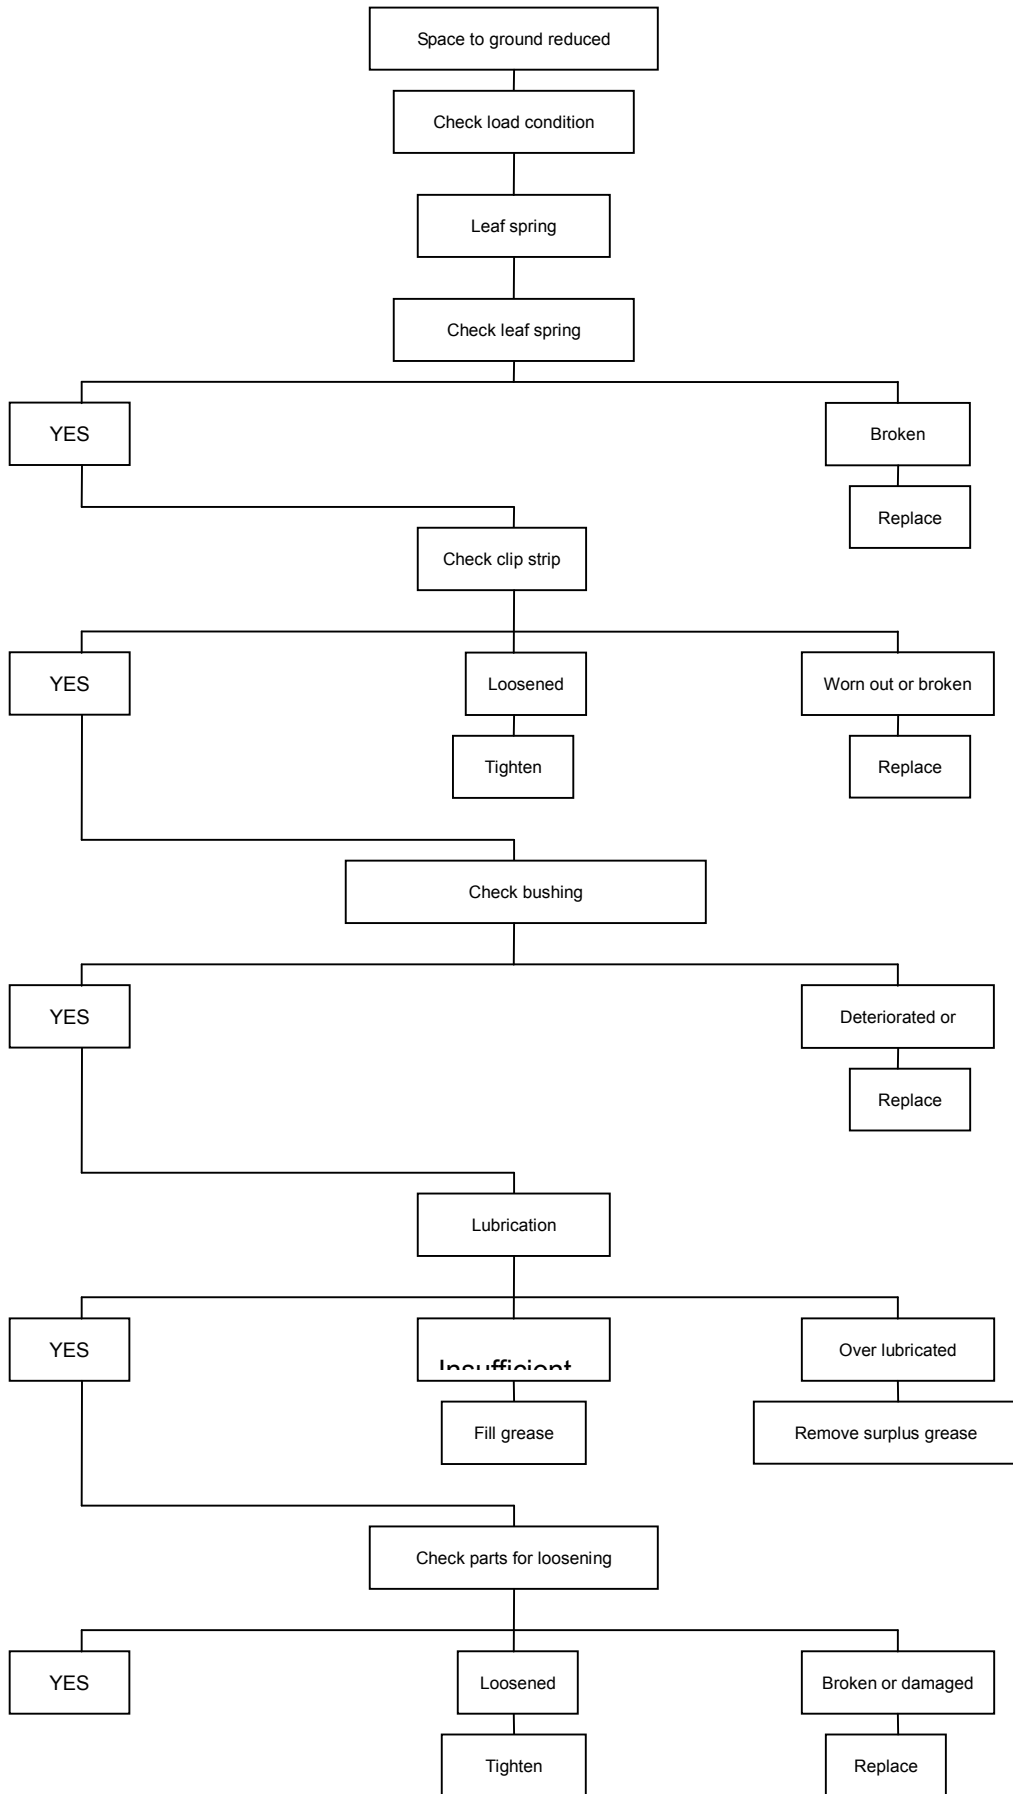 Space to ground reduced
Check load condition
Leaf spring
Check leaf spring
YES
Broken
Replace
Check clip strip
YES
Loosened
Worn out or broken
Tighten
Replace
Check bushing
YES
Deteriorated or
Replace
Lubrication
YES
Insufficient
Over lubricated
Fill grease
Remove surplus grease
Check parts for loosening
YES
Loosened
Broken or damaged
Tighten
Replace